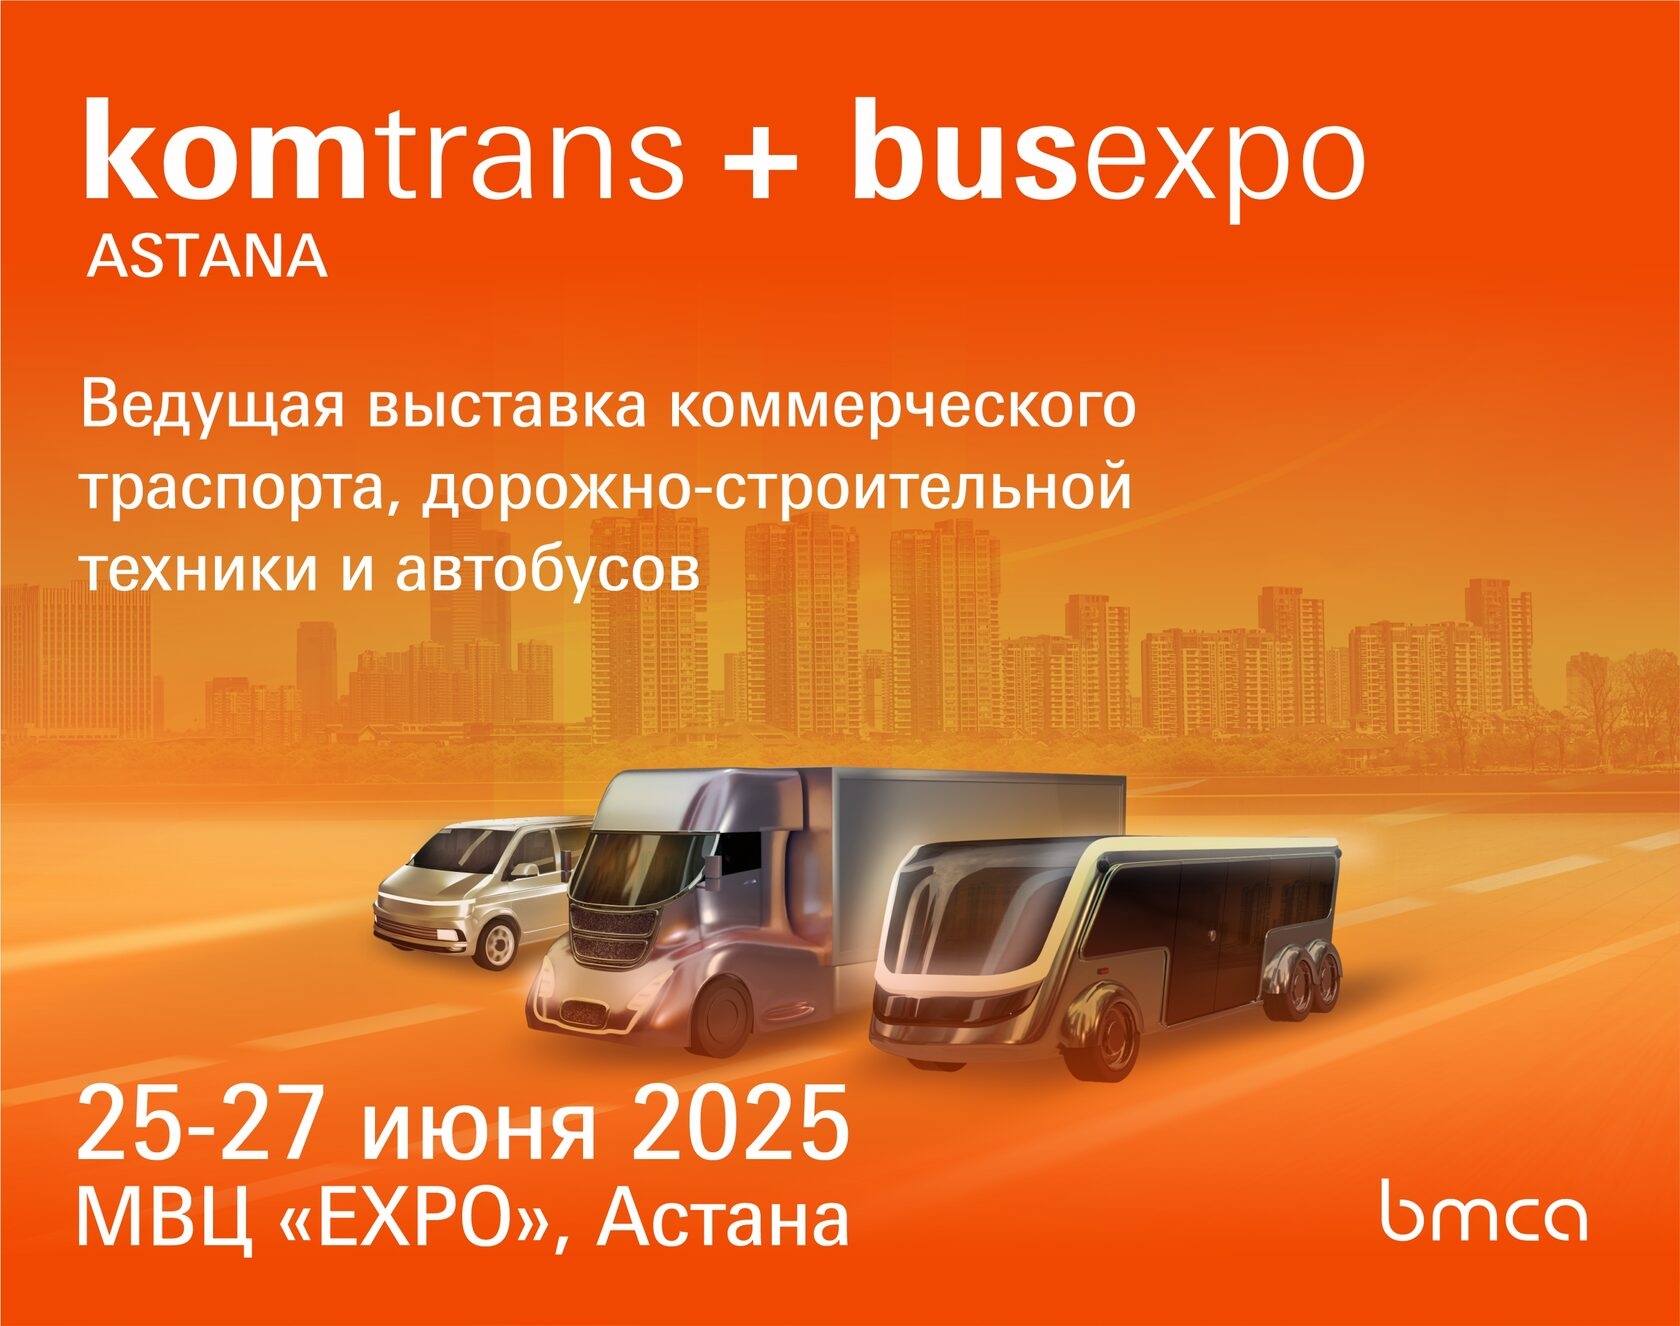 komtrans + busexpo
ASTANA
Ведущая выставка коммерческого
траспорта, дорожно-строительной
техники и автобусов
25-27 июня 2025
МВЦ «EXPO», Астана
bmca